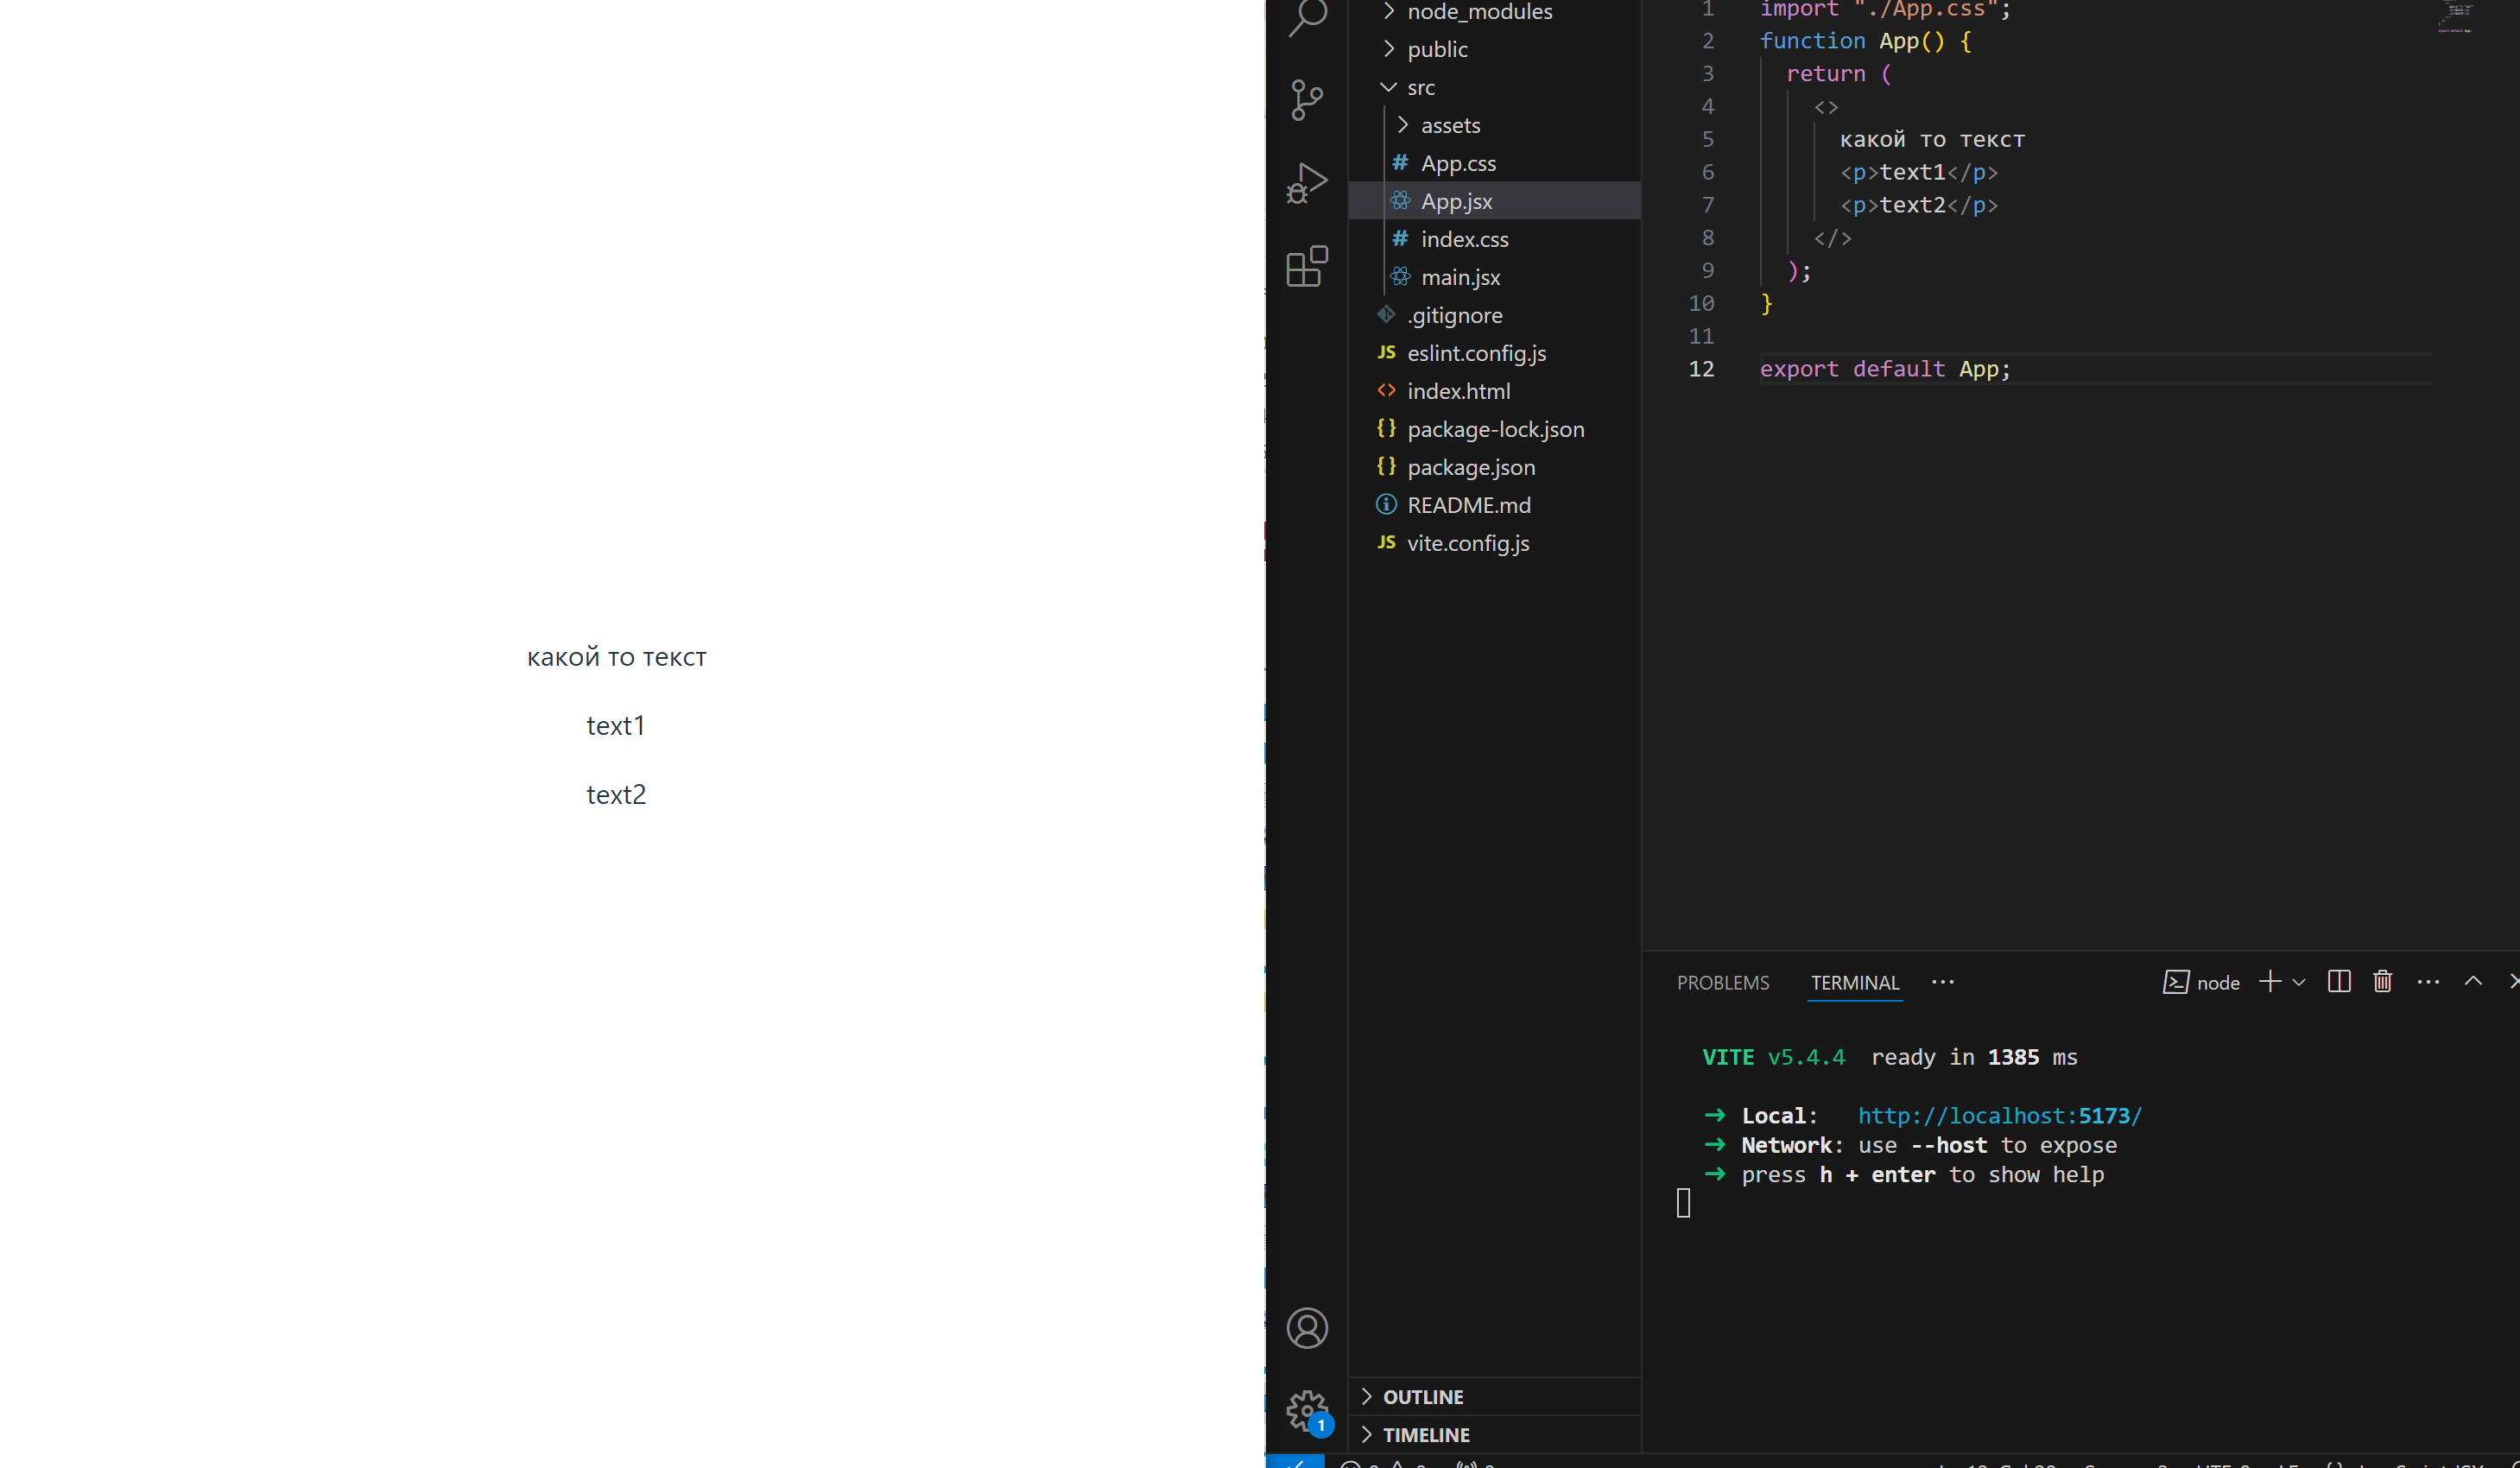 какой то текст
text1
text2
node_modules
public
src
assets
# App.css
App.jsx
# index.css
main.jsx
.gitignore
JS eslint.config.js
<> index.html
{} package-lock.json
{} package.json
README.md
JS vite.config.js
OUTLINE
TIMELINE
1
1 import "./App.css";
2 function App() {
3 return (
4 <>
5 какой то текст
6 <p>text1</p>
7 <p>text2</p>
8 </>
9 );
10 }
11
12 export default App;
PROBLEMS TERMINAL ··· node
VITE v5.4.4 ready in 1385 ms
➜ Local: http://localhost:5173/
➜ Network: use --host to expose
➜ press h + enter to show help